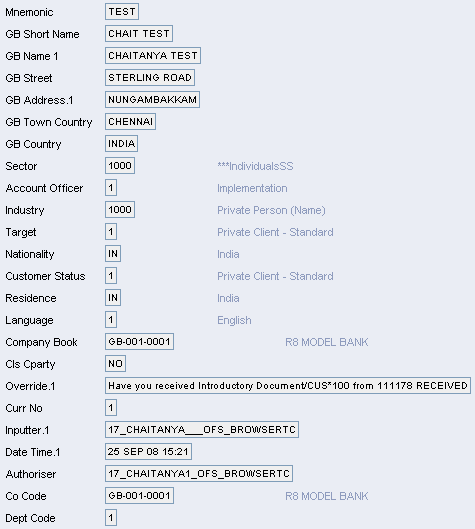 Mnemonic TEST
GB Short Name CHAIT TEST
GB Name 1 CHAITANYA TEST
GB Street STERLING ROAD
GB Address.1 NUNGAMBAKKAM
GB Town Country CHENNAI
GB Country INDIA
Sector 1000 ***IndividualsSS
Account Officer 1 Implementation
Industry 1000 Private Person (Name)
Target 1 Private Client - Standard
Nationality IN India
Customer Status 1 Private Client - Standard
Residence IN India
Language 1 English
Company Book GB-001-0001 R8 MODEL BANK
Cls Cparty NO
Override.1 Have you received Introductory Document/CUS*100 from 111178 RECEIVED
Curr No 1
Inputter.1 17_CHAITANYA___OFS_BROWSERTC
Date Time.1 25 SEP 08 15:21
Authoriser 17_CHAITANYA1_OFS_BROWSERTC
Co Code GB-001-0001 R8 MODEL BANK
Dept Code 1